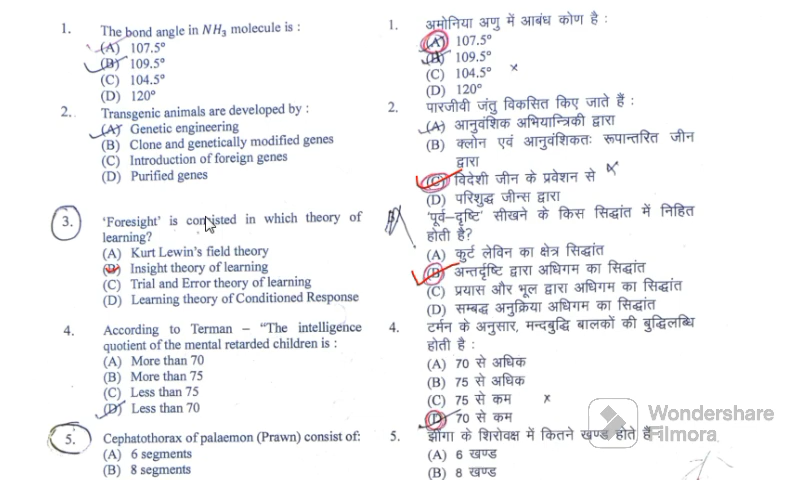 1. The bond angle in NH3 molecule is :
(A) 107.5°
(B) 109.5°
(C) 104.5°
(D) 120°
2. Transgenic animals are developed by :
(A) Genetic engineering
(B) Clone and genetically modified genes
(C) Introduction of foreign genes
(D) Purified genes
3. 'Foresight' is consisted in which theory of
learning?
(A) Kurt Lewin's field theory
(B) Insight theory of learning
(C) Trial and Error theory of learning
(D) Learning theory of Conditioned Response
4. According to Terman – "The intelligence
quotient of the mental retarded children is :
(A) More than 70
(B) More than 75
(C) Less than 75
(D) Less than 70
5. Cephatothorax of palaemon (Prawn) consist of:
(A) 6 segments
(B) 8 segments
1. अमोनिया अणु में आबंध कोण है :
(A) 107.5°
(B) 109.5°
(C) 104.5°
(D) 120°
2. पारजीवी जंतु विकसित किए जाते हैं :
(A) आनुवंशिक अभियान्त्रिकी द्वारा
(B) क्लोन एवं आनुवंशिकतः रूपान्तरित जीन
द्वारा
(C) विदेशी जीन के प्रवेशन से
(D) परिशुद्ध जीन्स द्वारा
'पूर्व–दृष्टि' सीखने के किस सिद्धांत में निहित
होती है?
(A) कुर्ट लेविन का क्षेत्र सिद्धांत
(B) अन्तर्दृष्टि द्वारा अधिगम का सिद्धांत
(C) प्रयास और भूल द्वारा अधिगम का सिद्धांत
(D) सम्बद्ध अनुक्रिया अधिगम का सिद्धांत
4. टर्मन के अनुसार, मन्दबुद्धि बालकों की बुद्धिलब्धि
होती है :
(A) 70 से अधिक
(B) 75 से अधिक
(C) 75 से कम
(D) 70 से कम
5. झींगा के शिरोवक्ष में कितने खण्ड होते हैं
(A) 6 खण्ड
(B) 8 खण्ड
Wondershare
Filmora